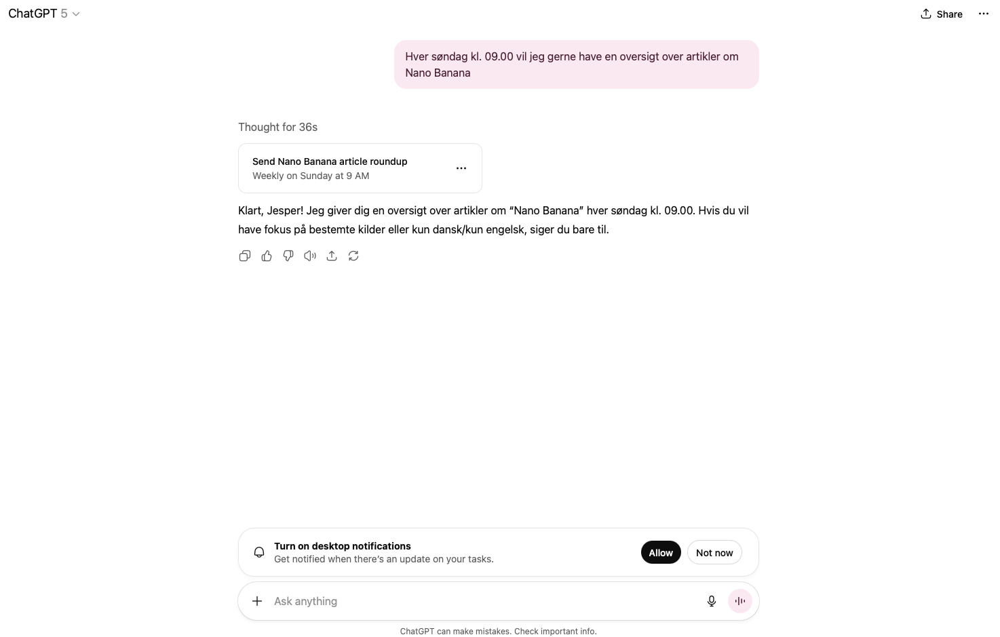 ChatGPT 5
Share
Hver søndag kl. 09.00 vil jeg gerne have en oversigt over artikler om
Nano Banana
Thought for 36s
Send Nano Banana article roundup
Weekly on Sunday at 9 AM
Klart, Jesper! Jeg giver dig en oversigt over artikler om “Nano Banana” hver søndag kl. 09.00. Hvis du vil
have fokus på bestemte kilder eller kun dansk/kun engelsk, siger du bare til.
Turn on desktop notifications
Get notified when there’s an update on your tasks.
Allow
Not now
Ask anything
ChatGPT can make mistakes. Check important info.